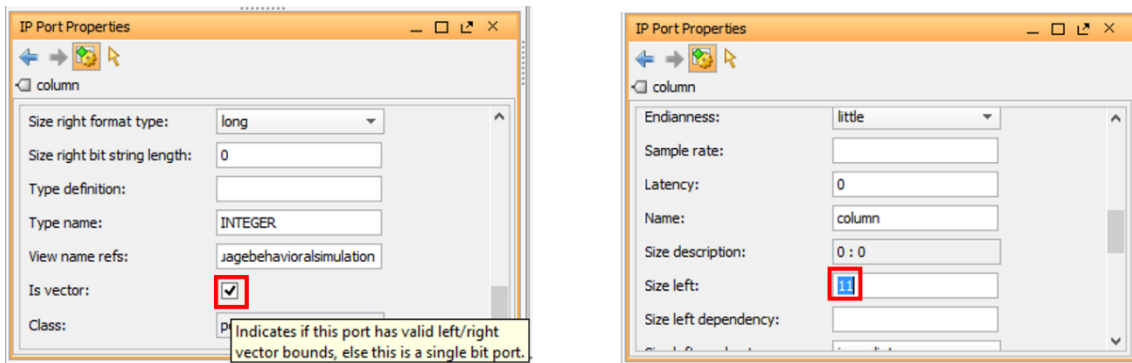 IP Port Properties
column
Size right format type: long
Size right bit string length: 0
Type definition:
Type name: INTEGER
View name refs: uagebehavioralsimulation
Is vector:
Class:
Indicates if this port has valid left/right
vector bounds, else this is a single bit port.
IP Port Properties
column
Endianness: little
Sample rate:
Latency: 0
Name: column
Size description: 0 : 0
Size left: 11
Size left dependency: